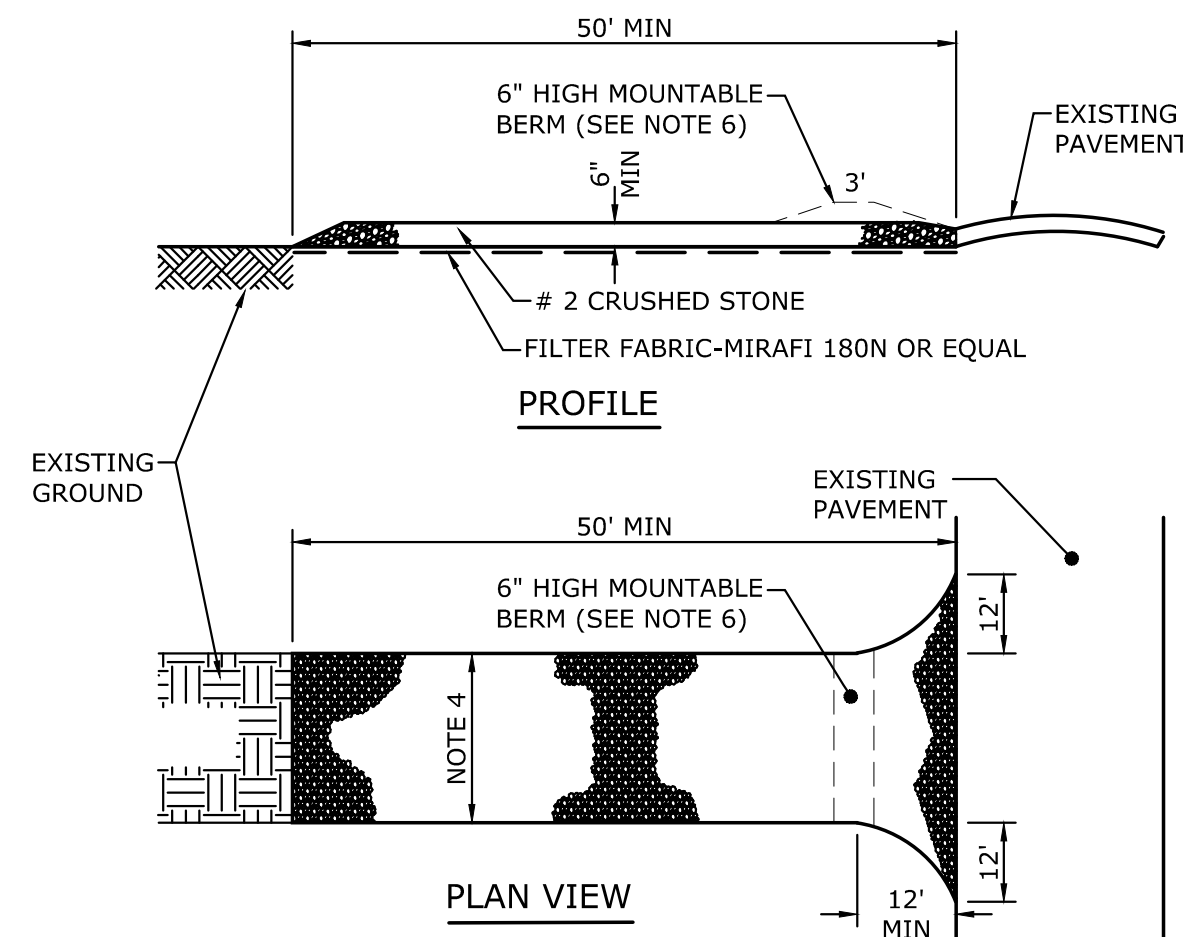 50' MIN
6" HIGH MOUNTABLE
BERM (SEE NOTE 6)
EXISTING
PAVEMENT
6"
MIN
3'
# 2 CRUSHED STONE
FILTER FABRIC-MIRAFI 180N OR EQUAL
PROFILE
EXISTING
GROUND
EXISTING
PAVEMENT
50' MIN
6" HIGH MOUNTABLE
BERM (SEE NOTE 6)
12'
NOTE 4
12'
PLAN VIEW
12'
MIN